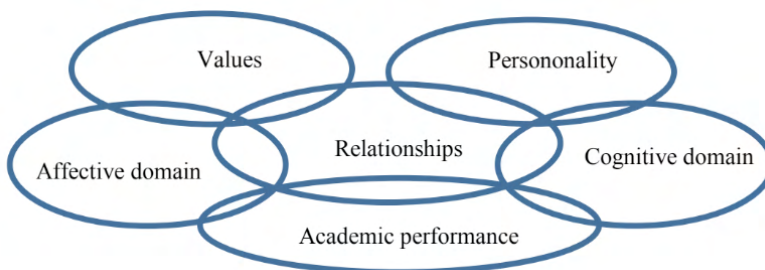 Values
Persononality
Relationships
Affective domain
Cognitive domain
Academic performance